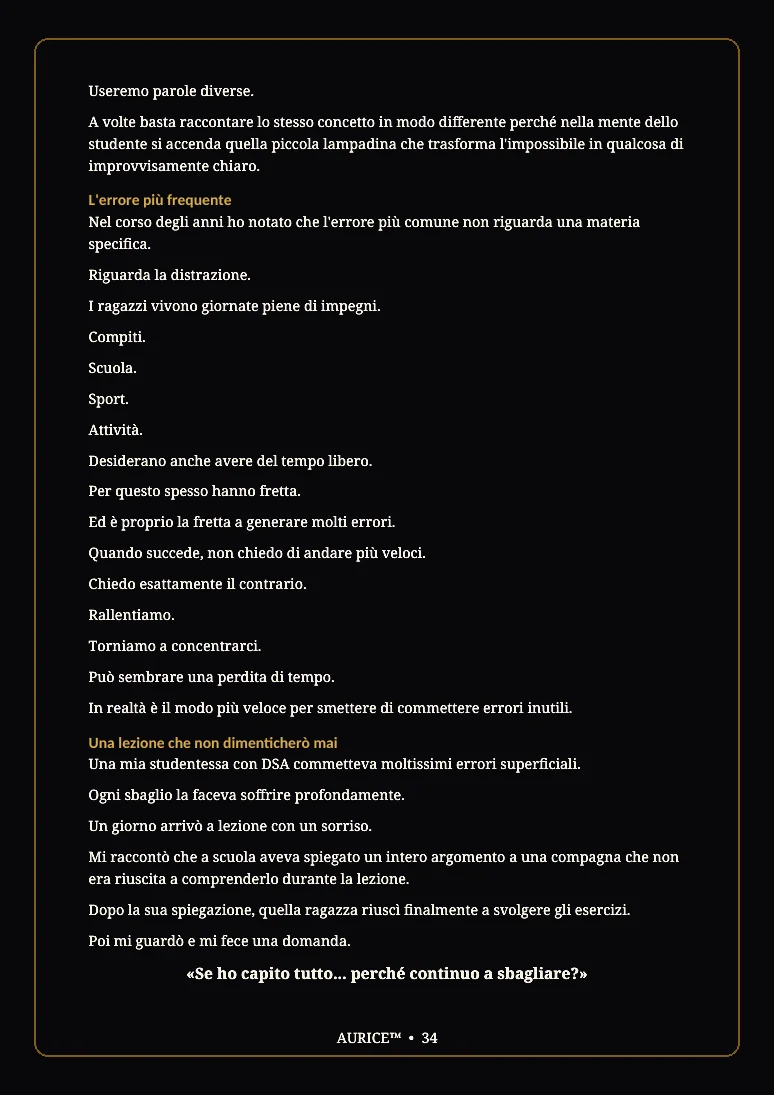 Useremo parole diverse.
A volte basta raccontare lo stesso concetto in modo differente perché nella mente dello
studente si accenda quella piccola lampadina che trasforma l'impossibile in qualcosa di
improvvisamente chiaro.
L'errore più frequente
Nel corso degli anni ho notato che l'errore più comune non riguarda una materia
specifica.
Riguarda la distrazione.
I ragazzi vivono giornate piene di impegni.
Compiti.
Scuola.
Sport.
Attività.
Desiderano anche avere del tempo libero.
Per questo spesso hanno fretta.
Ed è proprio la fretta a generare molti errori.
Quando succede, non chiedo di andare più veloci.
Chiedo esattamente il contrario.
Rallentiamo.
Torniamo a concentrarci.
Può sembrare una perdita di tempo.
In realtà è il modo più veloce per smettere di commettere errori inutili.
Una lezione che non dimenticherò mai
Una mia studentessa con DSA commetteva moltissimi errori superficiali.
Ogni sbaglio la faceva soffrire profondamente.
Un giorno arrivò a lezione con un sorriso.
Mi raccontò che a scuola aveva spiegato un intero argomento a una compagna che non
era riuscita a comprenderlo durante la lezione.
Dopo la sua spiegazione, quella ragazza riuscì finalmente a svolgere gli esercizi.
Poi mi guardò e mi fece una domanda.
«Se ho capito tutto... perché continuo a sbagliare?»
AURICE™ • 34